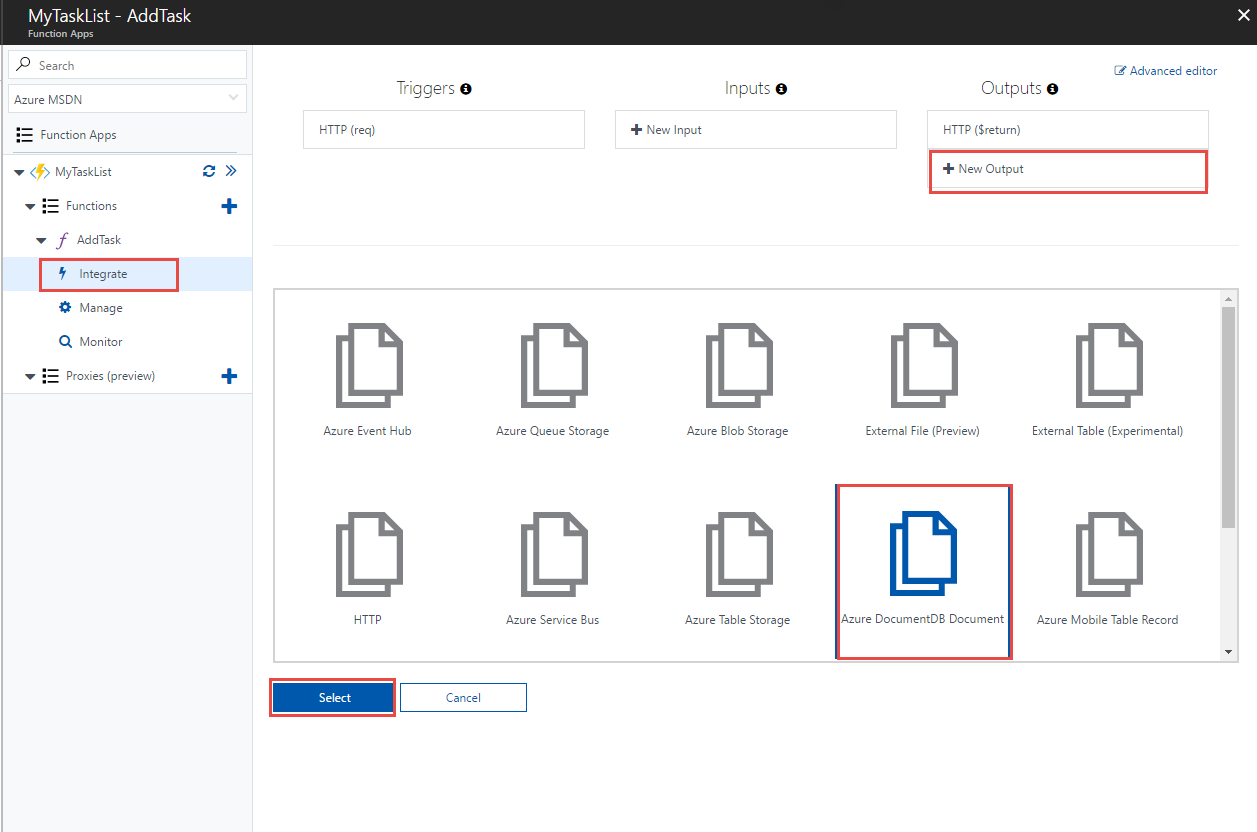 MyTaskList - AddTask
Function Apps
Search
Azure MSDN
Function Apps
MyTaskList
Functions
AddTask
Integrate
Manage
Monitor
Proxies (preview)
Advanced editor
Triggers
Inputs
Outputs
HTTP (req)
New Input
HTTP ($return)
New Output
Azure Event Hub
Azure Queue Storage
Azure Blob Storage
External File (Preview)
External Table (Experimental)
HTTP
Azure Service Bus
Azure Table Storage
Azure DocumentDB Document
Azure Mobile Table Record
Select
Cancel